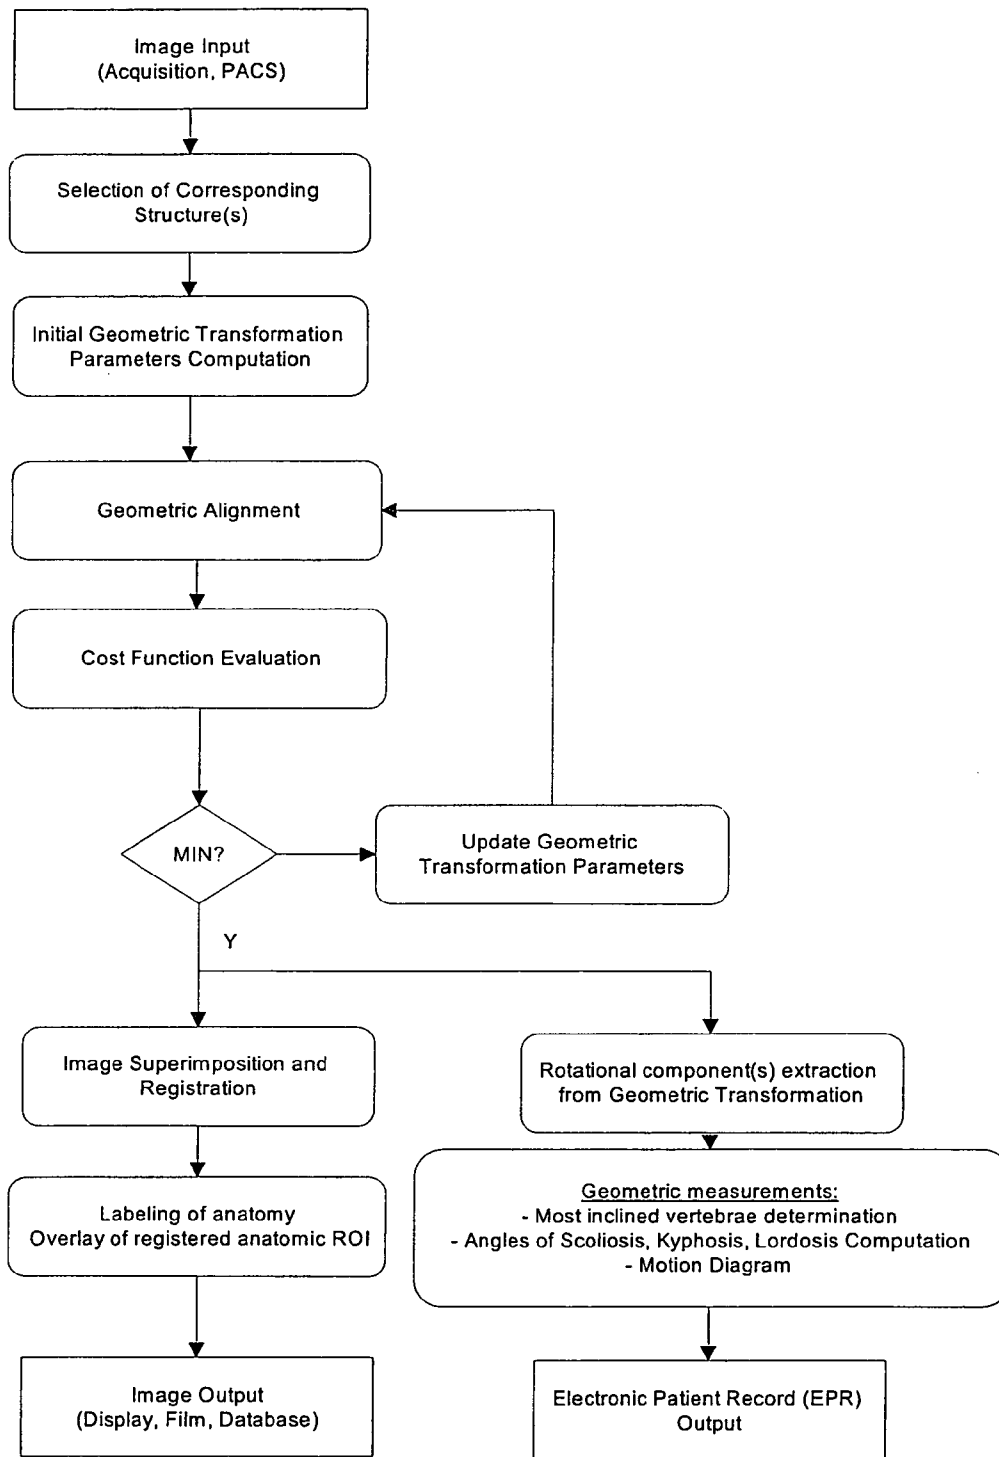 Image Input
(Acquisition, PACS)
Selection of Corresponding
Structure(s)
Initial Geometric Transformation
Parameters Computation
Geometric Alignment
Cost Function Evaluation
MIN?
Update Geometric
Transformation Parameters
Y
Image Superimposition and
Registration
Rotational component(s) extraction
from Geometric Transformation
Labeling of anatomy
Overlay of registered anatomic ROI
Geometric measurements:
- Most inclined vertebrae determination
- Angles of Scoliosis, Kyphosis, Lordosis Computation
- Motion Diagram
Image Output
(Display, Film, Database)
Electronic Patient Record (EPR)
Output